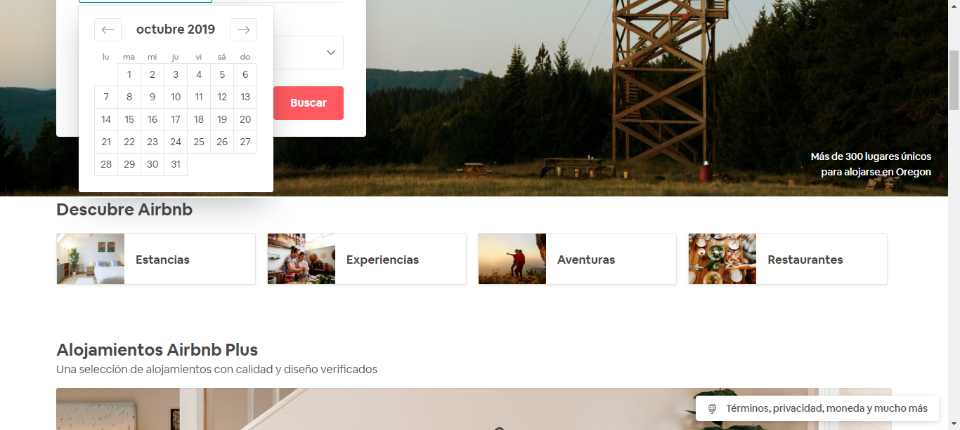 octubre 2019
lu ma mi ju vi sá do
1 2 3 4 5 6
7 8 9 10 11 12 13
14 15 16 17 18 19 20
21 22 23 24 25 26 27
28 29 30 31
Buscar
Más de 300 lugares únicos
para alojarse en Oregon
Descubre Airbnb
Estancias
Experiencias
Aventuras
Restaurantes
Alojamientos Airbnb Plus
Una selección de alojamientos con calidad y diseño verificados
Términos, privacidad, moneda y mucho más